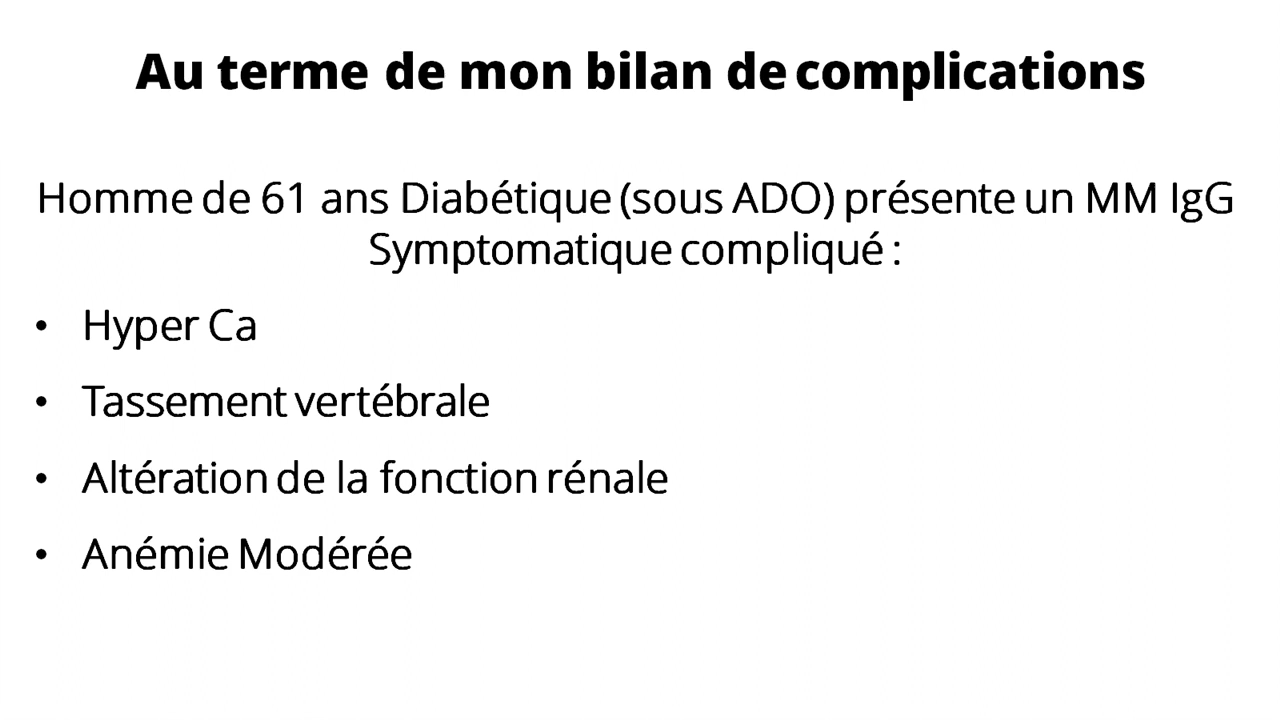 Au terme de mon bilan de complications
Homme de 61 ans Diabétique (sous ADO) présente un MM IgG
Symptomatique compliqué :
• Hyper Ca
• Tassement vertébrale
• Altération de la fonction rénale
• Anémie Modérée